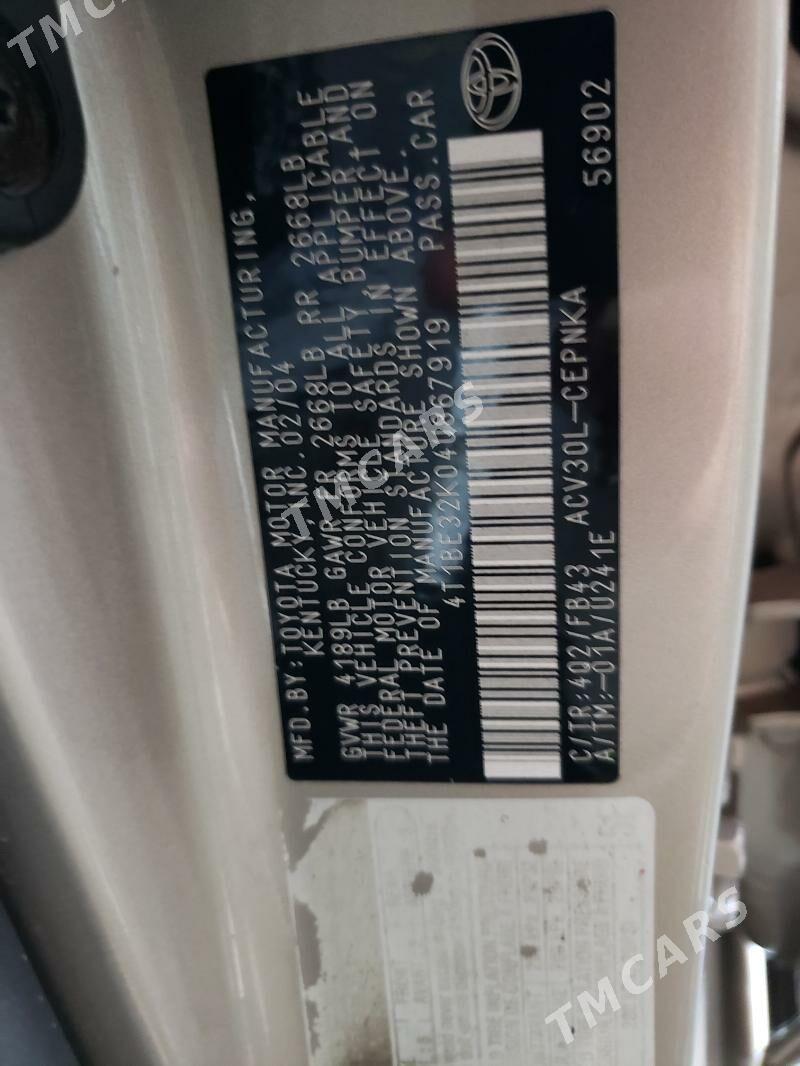 MFD.BY:TOYOTA MOTOR MANUFACTURING,
KENTUCKY,INC.02/04
GVWR 4189LB GAWR FR 2668LB RR 2668LB
THIS VEHICLE CONFORMS TO ALL APPLICABLE
FEDERAL MOTOR VEHICLE SAFETY BUMPER AND
THEFT PREVENTION STANDARDS IN EFFECT ON
THE DATE OF MANUFACTURE SHOWN ABOVE.
4T1BE32K04U867919 PASS.CAR
C/TR:4Q2/FB43 ACV30L-CEPNKA
A/TM:-01A/U241E 56902
TMCARS
TMCARS
TMCARS